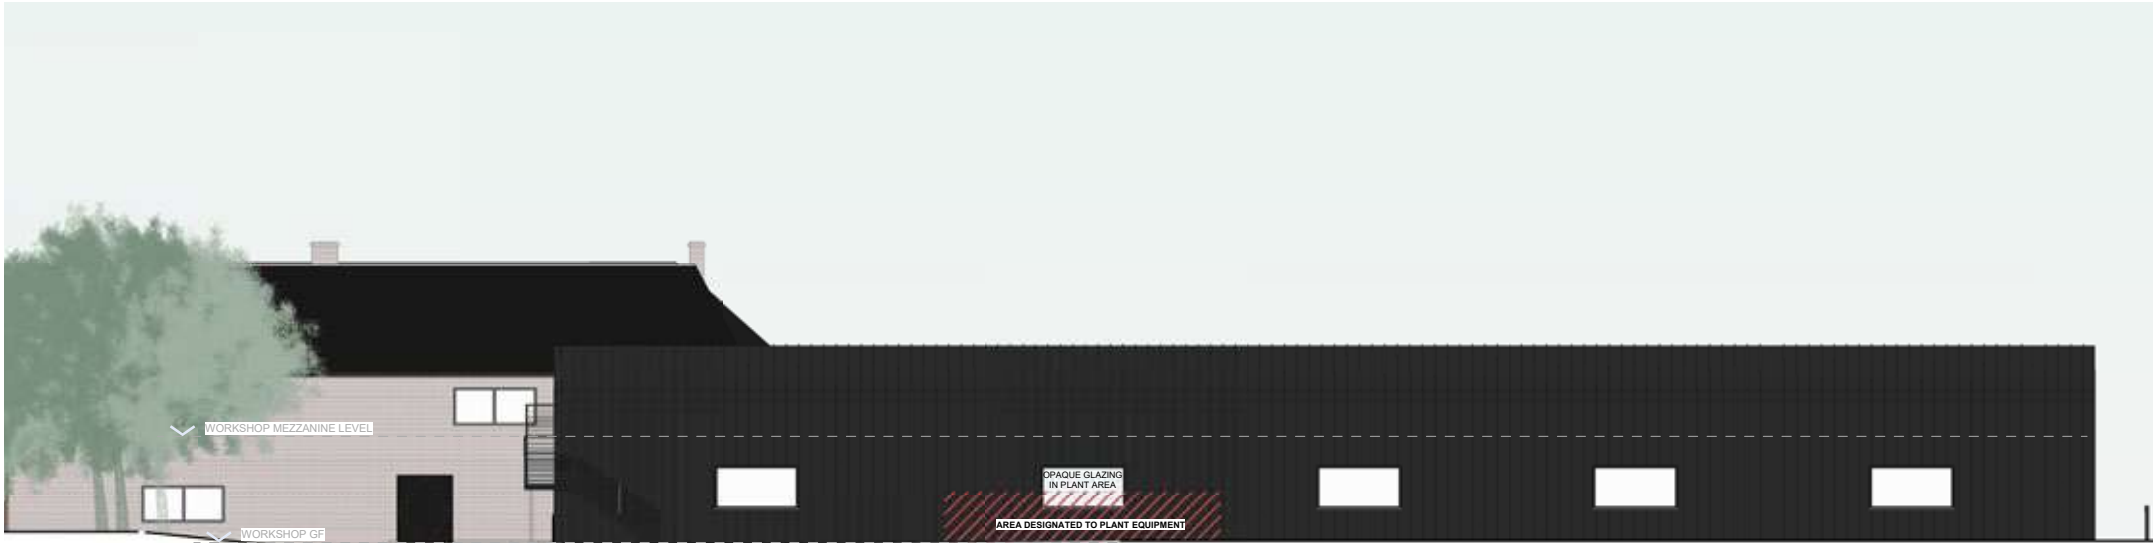 WORKSHOP MEZZANINE LEVEL
OPAQUE GLAZING
IN PLANT AREA
AREA DESIGNATED TO PLANT EQUIPMENT
WORKSHOP GF